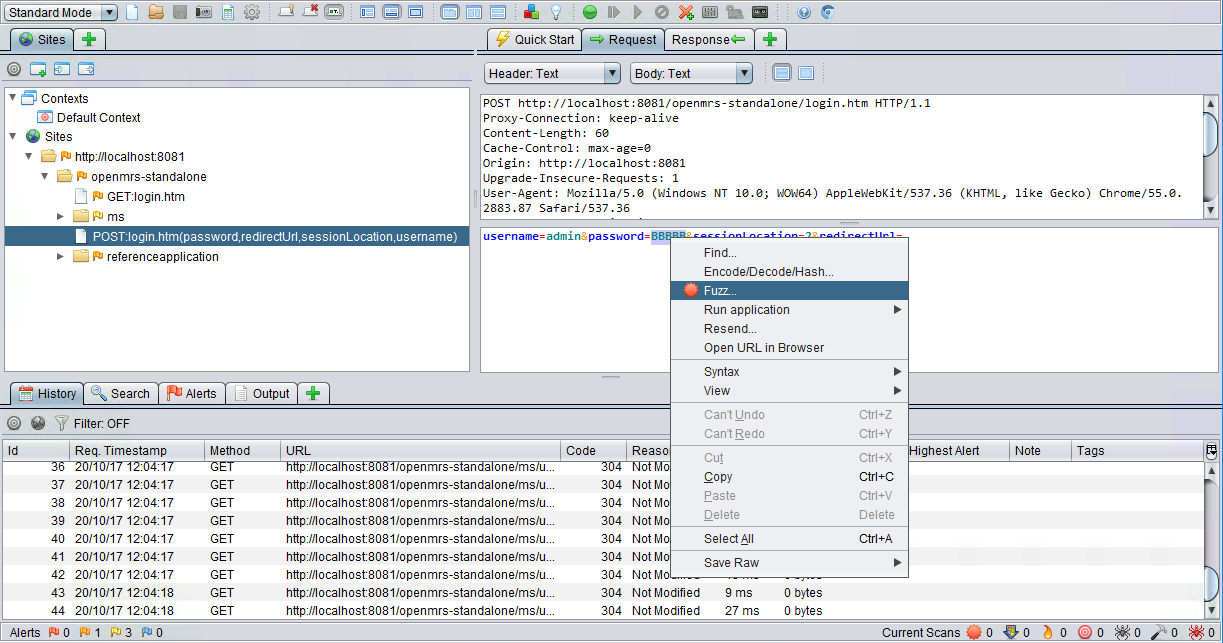 Standard Mode
Sites
Quick Start
Request
Response
Header: Text
Body: Text
Contexts
Default Context
Sites
http://localhost:8081
openmrs-standalone
GET:login.htm
ms
POST:login.htm(password,redirectUrl,sessionLocation,username)
referenceapplication
POST http://localhost:8081/openmrs-standalone/login.htm HTTP/1.1
Proxy-Connection: keep-alive
Content-Length: 60
Cache-Control: max-age=0
Origin: http://localhost:8081
Upgrade-Insecure-Requests: 1
User-Agent: Mozilla/5.0 (Windows NT 10.0; WOW64) AppleWebKit/537.36 (KHTML, like Gecko) Chrome/55.0.
2883.87 Safari/537.36
username=admin&password=BBBBB&sessionLocation=2&redirectUrl=
Find...
Encode/Decode/Hash...
Fuzz...
Run application
Resend...
Open URL in Browser
Syntax
View
Can't Undo Ctrl+Z
Can't Redo Ctrl+Y
Cut Ctrl+X
Copy Ctrl+C
Paste Ctrl+V
Delete Delete
Select All Ctrl+A
Save Raw
History
Search
Alerts
Output
Filter: OFF
Id Req. Timestamp Method URL Code Reaso Highest Alert Note Tags
36 20/10/17 12:04:17 GET http://localhost:8081/openmrs-standalone/ms/u... 304 Not Mo
37 20/10/17 12:04:17 GET http://localhost:8081/openmrs-standalone/ms/u... 304 Not Mo
38 20/10/17 12:04:17 GET http://localhost:8081/openmrs-standalone/ms/u... 304 Not Mo
39 20/10/17 12:04:17 GET http://localhost:8081/openmrs-standalone/ms/u... 304 Not Mo
40 20/10/17 12:04:17 GET http://localhost:8081/openmrs-standalone/ms/u... 304 Not Mo
41 20/10/17 12:04:17 GET http://localhost:8081/openmrs-standalone/ms/u... 304 Not Mo
42 20/10/17 12:04:17 GET http://localhost:8081/openmrs-standalone/ms/u... 304 Not Modified ms 0 bytes
43 20/10/17 12:04:18 GET http://localhost:8081/openmrs-standalone/ms/u... 304 Not Modified 9 ms 0 bytes
44 20/10/17 12:04:18 GET http://localhost:8081/openmrs-standalone/ms/u... 304 Not Modified 27 ms 0 bytes
Alerts 0 1 3 0 Current Scans 0 0 0 0 0 0 0